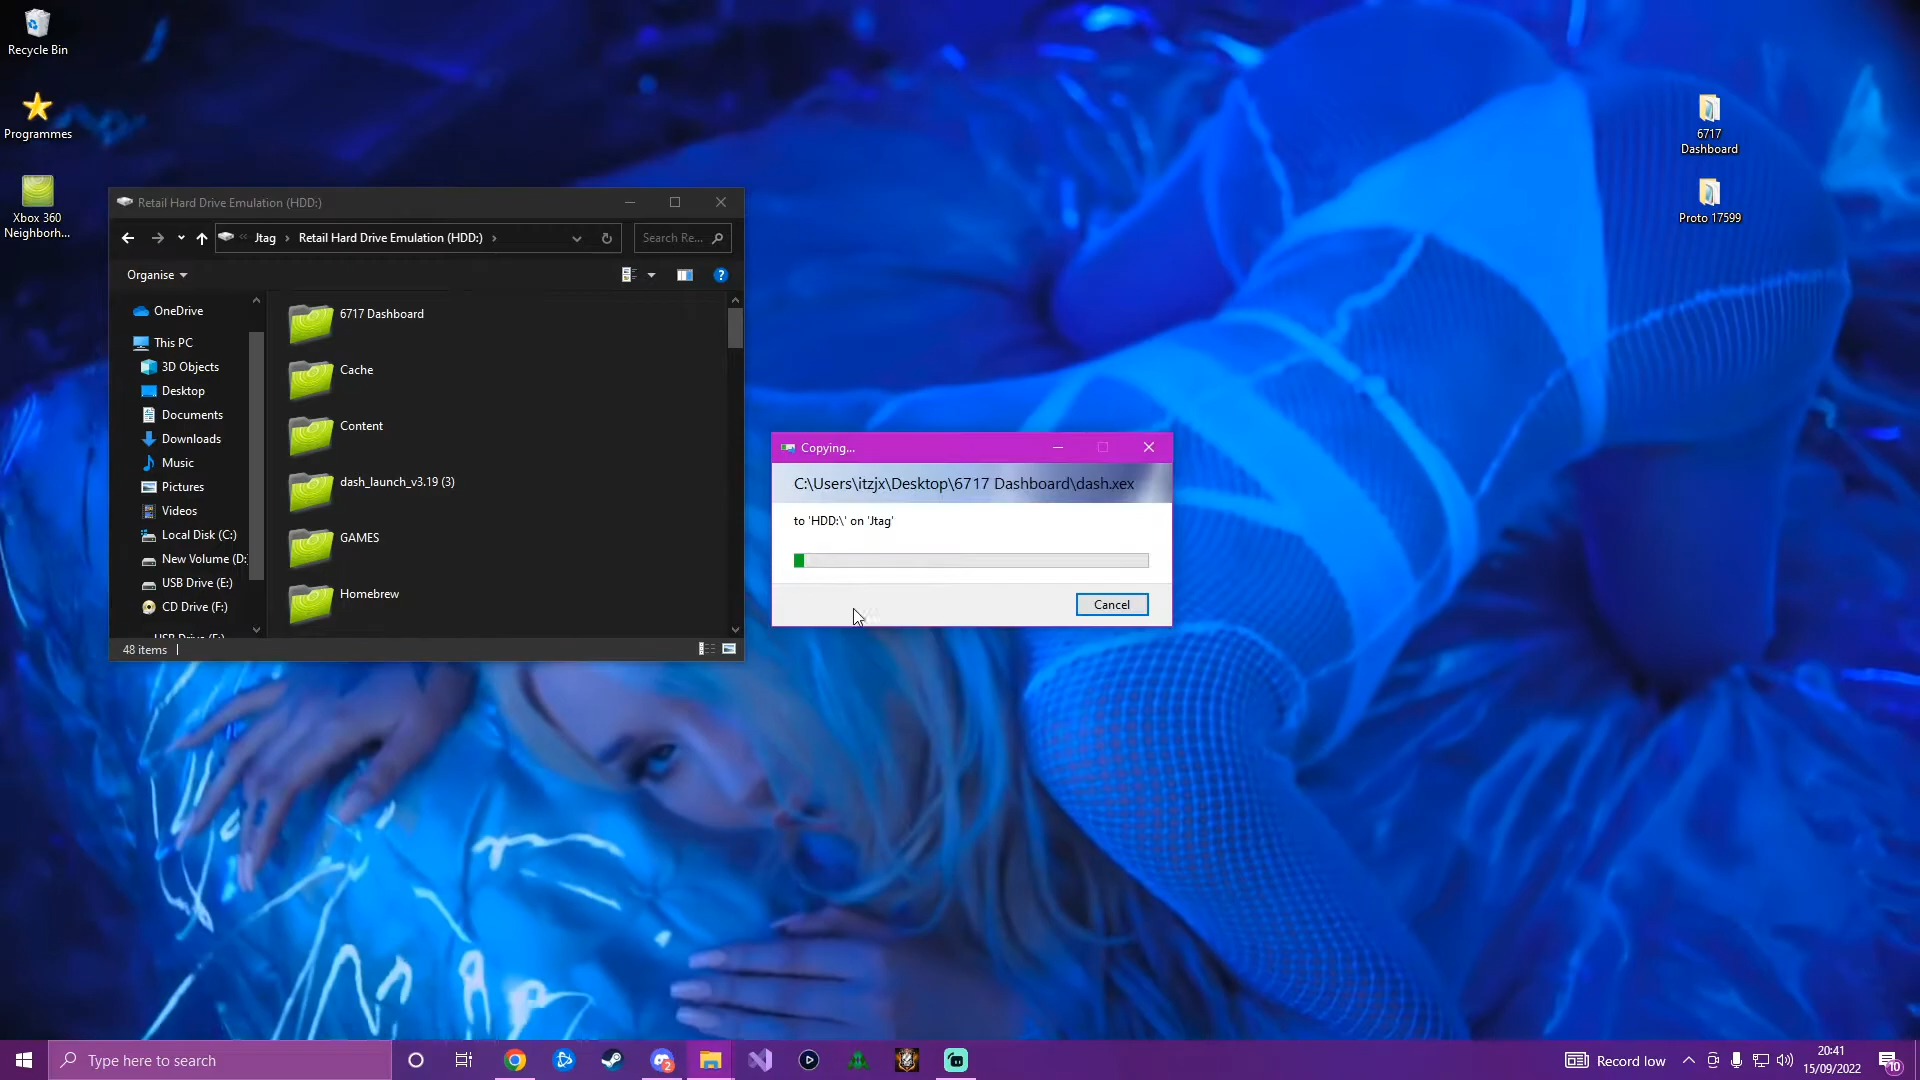 Recycle Bin
Programmes
Xbox 360
Neighborh...
6717
Dashboard
Proto 17599
Retail Hard Drive Emulation (HDD:)
Jtag › Retail Hard Drive Emulation (HDD:) ›
Search Re...
Organise
OneDrive
This PC
3D Objects
Desktop
Documents
Downloads
Music
Pictures
Videos
Local Disk (C:)
New Volume (D:
USB Drive (E:)
CD Drive (F:)
USB Drive (E:)
6717 Dashboard
Cache
Content
dash_launch_v3.19 (3)
GAMES
Homebrew
48 items
Copying...
C:\Users\itzjx\Desktop\6717 Dashboard\dash.xex
to 'HDD:\' on 'Jtag'
Cancel
Type here to search
2
Record low
20:41
15/09/2022
10